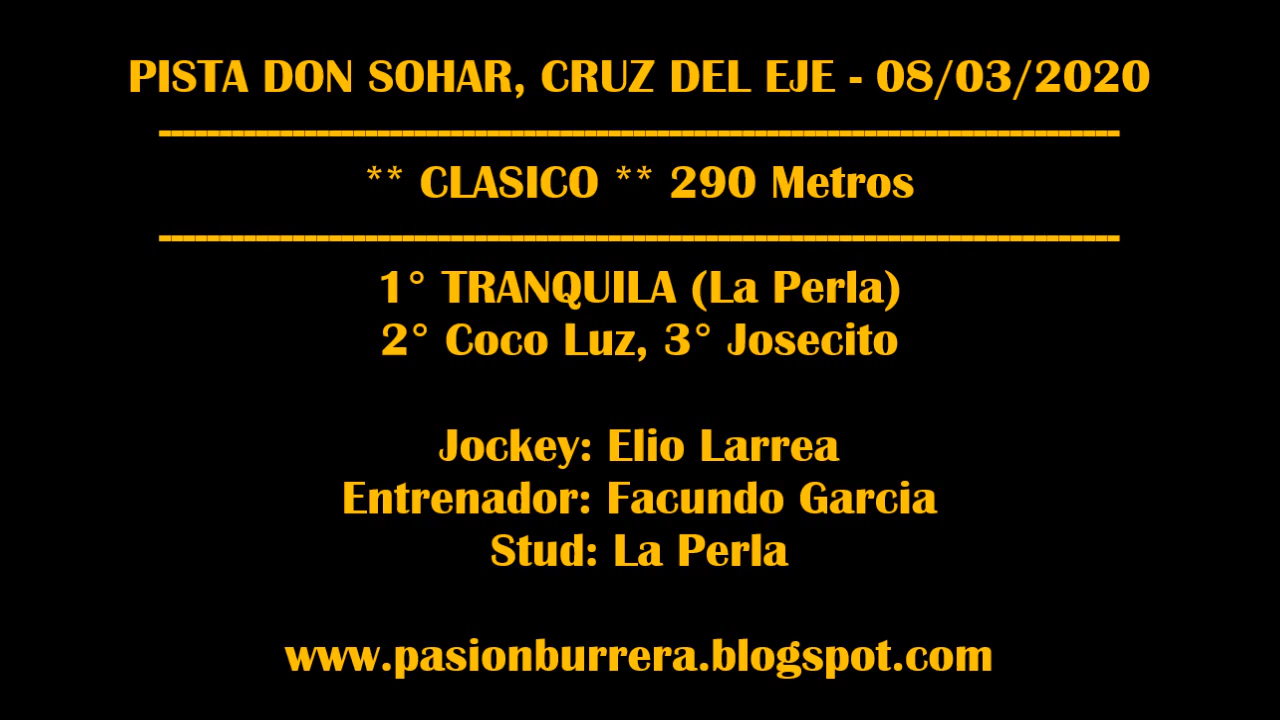 PISTA DON SOHAR, CRUZ DEL EJE - 08/03/2020
--------------------------------------------------------------------------------
** CLASICO ** 290 Metros
--------------------------------------------------------------------------------
1° TRANQUILA (La Perla)
2° Coco Luz, 3° Josecito
Jockey: Elio Larrea
Entrenador: Facundo Garcia
Stud: La Perla
www.pasionburrera.blogspot.com